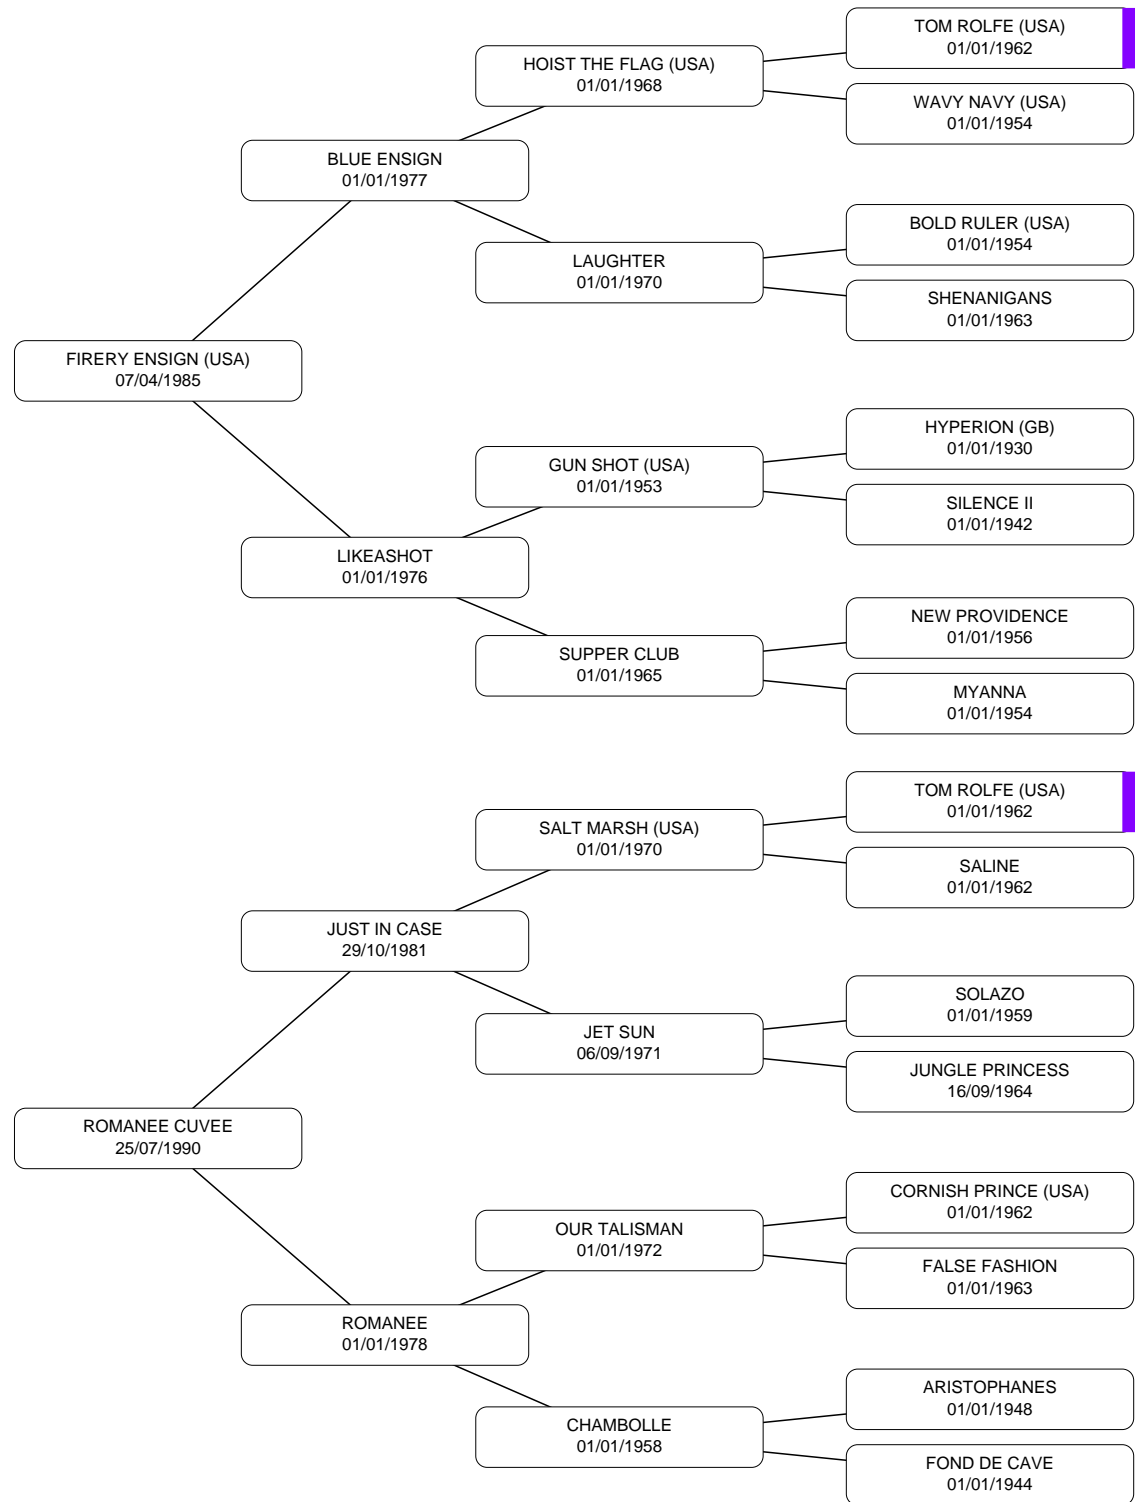 TOM ROLFE (USA)
01/01/1962
HOIST THE FLAG (USA)
01/01/1968
WAVY NAVY (USA)
01/01/1954
BLUE ENSIGN
01/01/1977
BOLD RULER (USA)
01/01/1954
LAUGHTER
01/01/1970
SHENANIGANS
01/01/1963
FIRERY ENSIGN (USA)
07/04/1985
HYPERION (GB)
01/01/1930
GUN SHOT (USA)
01/01/1953
SILENCE II
01/01/1942
LIKEASHOT
01/01/1976
NEW PROVIDENCE
01/01/1956
SUPPER CLUB
01/01/1965
MYANNA
01/01/1954
TOM ROLFE (USA)
01/01/1962
SALT MARSH (USA)
01/01/1970
SALINE
01/01/1962
JUST IN CASE
29/10/1981
SOLAZO
01/01/1959
JET SUN
06/09/1971
JUNGLE PRINCESS
16/09/1964
ROMANEE CUVEE
25/07/1990
CORNISH PRINCE (USA)
01/01/1962
OUR TALISMAN
01/01/1972
FALSE FASHION
01/01/1963
ROMANEE
01/01/1978
ARISTOPHANES
01/01/1948
CHAMBOLLE
01/01/1958
FOND DE CAVE
01/01/1944